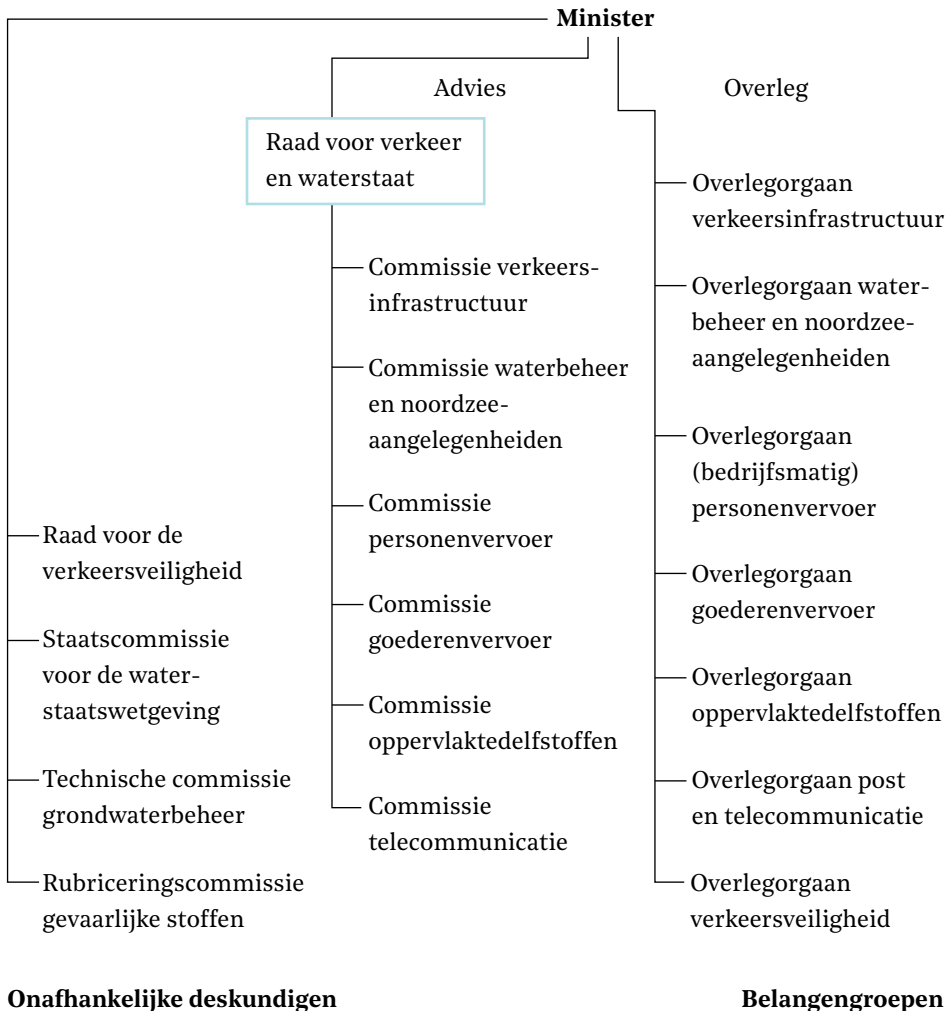 Minister
Advies
Overleg
Raad voor verkeer
en waterstaat
Commissie verkeers-
infrastructuur
Commissie waterbeheer
en noordzee-
aangelegenheiden
Commissie
personenvervoer
Commissie
goederenvervoer
Commissie
oppervlaktedelfstoffen
Commissie
telecommunicatie
Raad voor de
verkeersveiligheid
Staatscommissie
voor de water-
staatswetgeving
Technische commissie
grondwaterbeheer
Rubriceringscommissie
gevaarlijke stoffen
Overlegorgaan
verkeersinfrastructuur
Overlegorgaan water-
beheer en noordzee-
aangelegenheiden
Overlegorgaan
(bedrijfsmatig)
personenvervoer
Overlegorgaan
goederenvervoer
Overlegorgaan
oppervlaktedelfstoffen
Overlegorgaan post
en telecommunicatie
Overlegorgaan
verkeersveiligheid
Onafhankelijke deskundigen
Belangengroepen